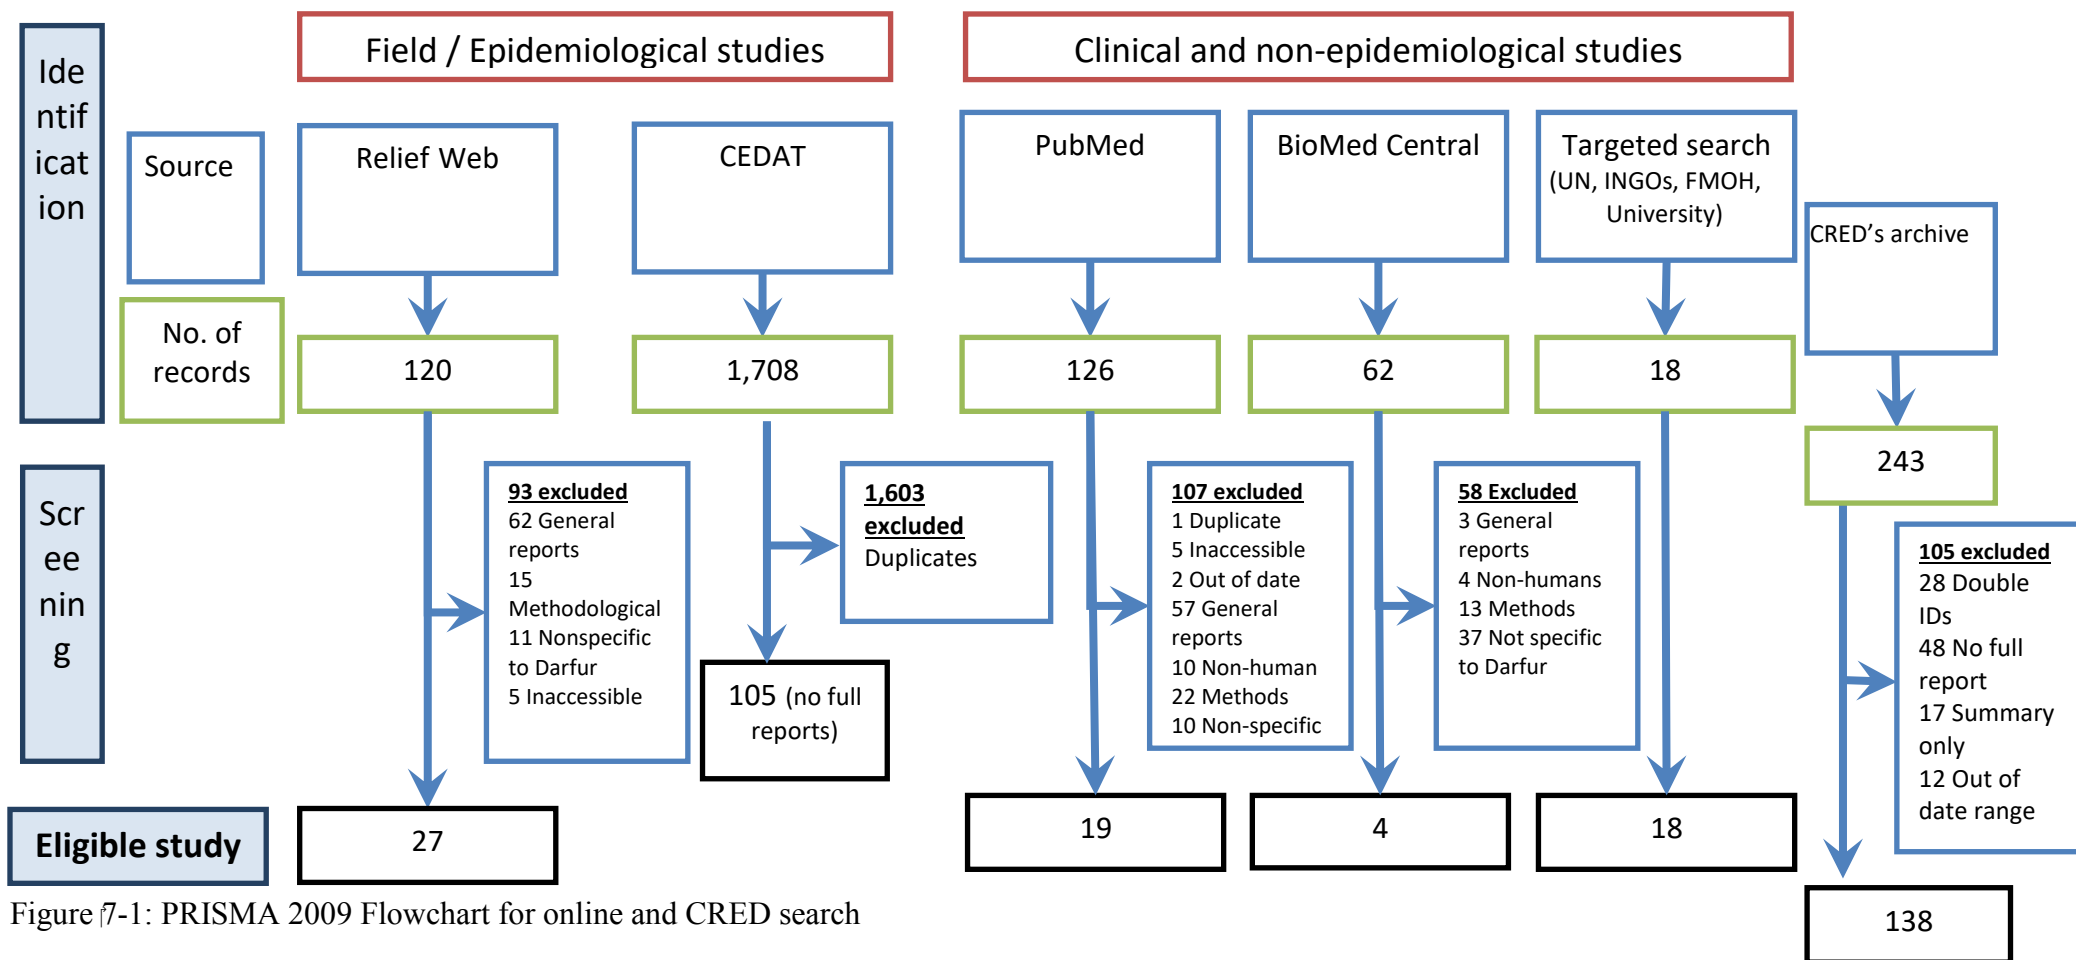 Ide
ntif
icat
ion
Field / Epidemiological studies
Clinical and non-epidemiological studies
Source
Relief Web
CEDAT
PubMed
BioMed Central
Targeted search
(UN, INGOs, FMOH,
University)
CRED’s archive
No. of
records
120
1,708
126
62
18
243
Scr
ee
nin
g
93 excluded
62 General
reports
15
Methodological
11 Nonspecific
to Darfur
5 Inaccessible
1,603
excluded
Duplicates
105 (no full
reports)
107 excluded
1 Duplicate
5 Inaccessible
2 Out of date
57 General
reports
10 Non-human
22 Methods
10 Non-specific
58 Excluded
3 General
reports
4 Non-humans
13 Methods
37 Not specific
to Darfur
105 excluded
28 Double
IDs
48 No full
report
17 Summary
only
12 Out of
date range
Eligible study
27
19
4
18
138
Figure 7-1: PRISMA 2009 Flowchart for online and CRED search